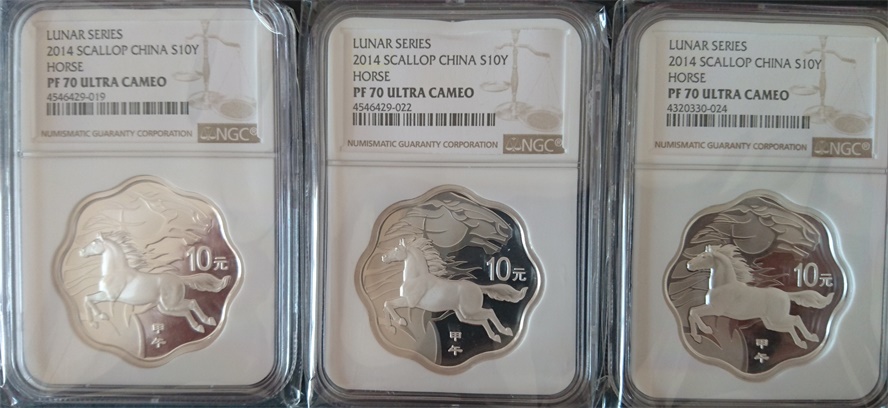 LUNAR SERIES
2014 SCALLOP CHINA S10Y
HORSE
PF 70 ULTRA CAMEO
4546429-019
NUMISMATIC GUARANTY CORPORATION
NGC®
10元
甲
午
LUNAR SERIES
2014 SCALLOP CHINA S10Y
HORSE
PF 70 ULTRA CAMEO
4546429-022
NUMISMATIC GUARANTY CORPORATION
NGC®
10元
甲
午
LUNAR SERIES
2014 SCALLOP CHINA S10Y
HORSE
PF 70 ULTRA CAMEO
4320330-024
NUMISMATIC GUARANTY CORPORATION
NGC®
10元
甲
午